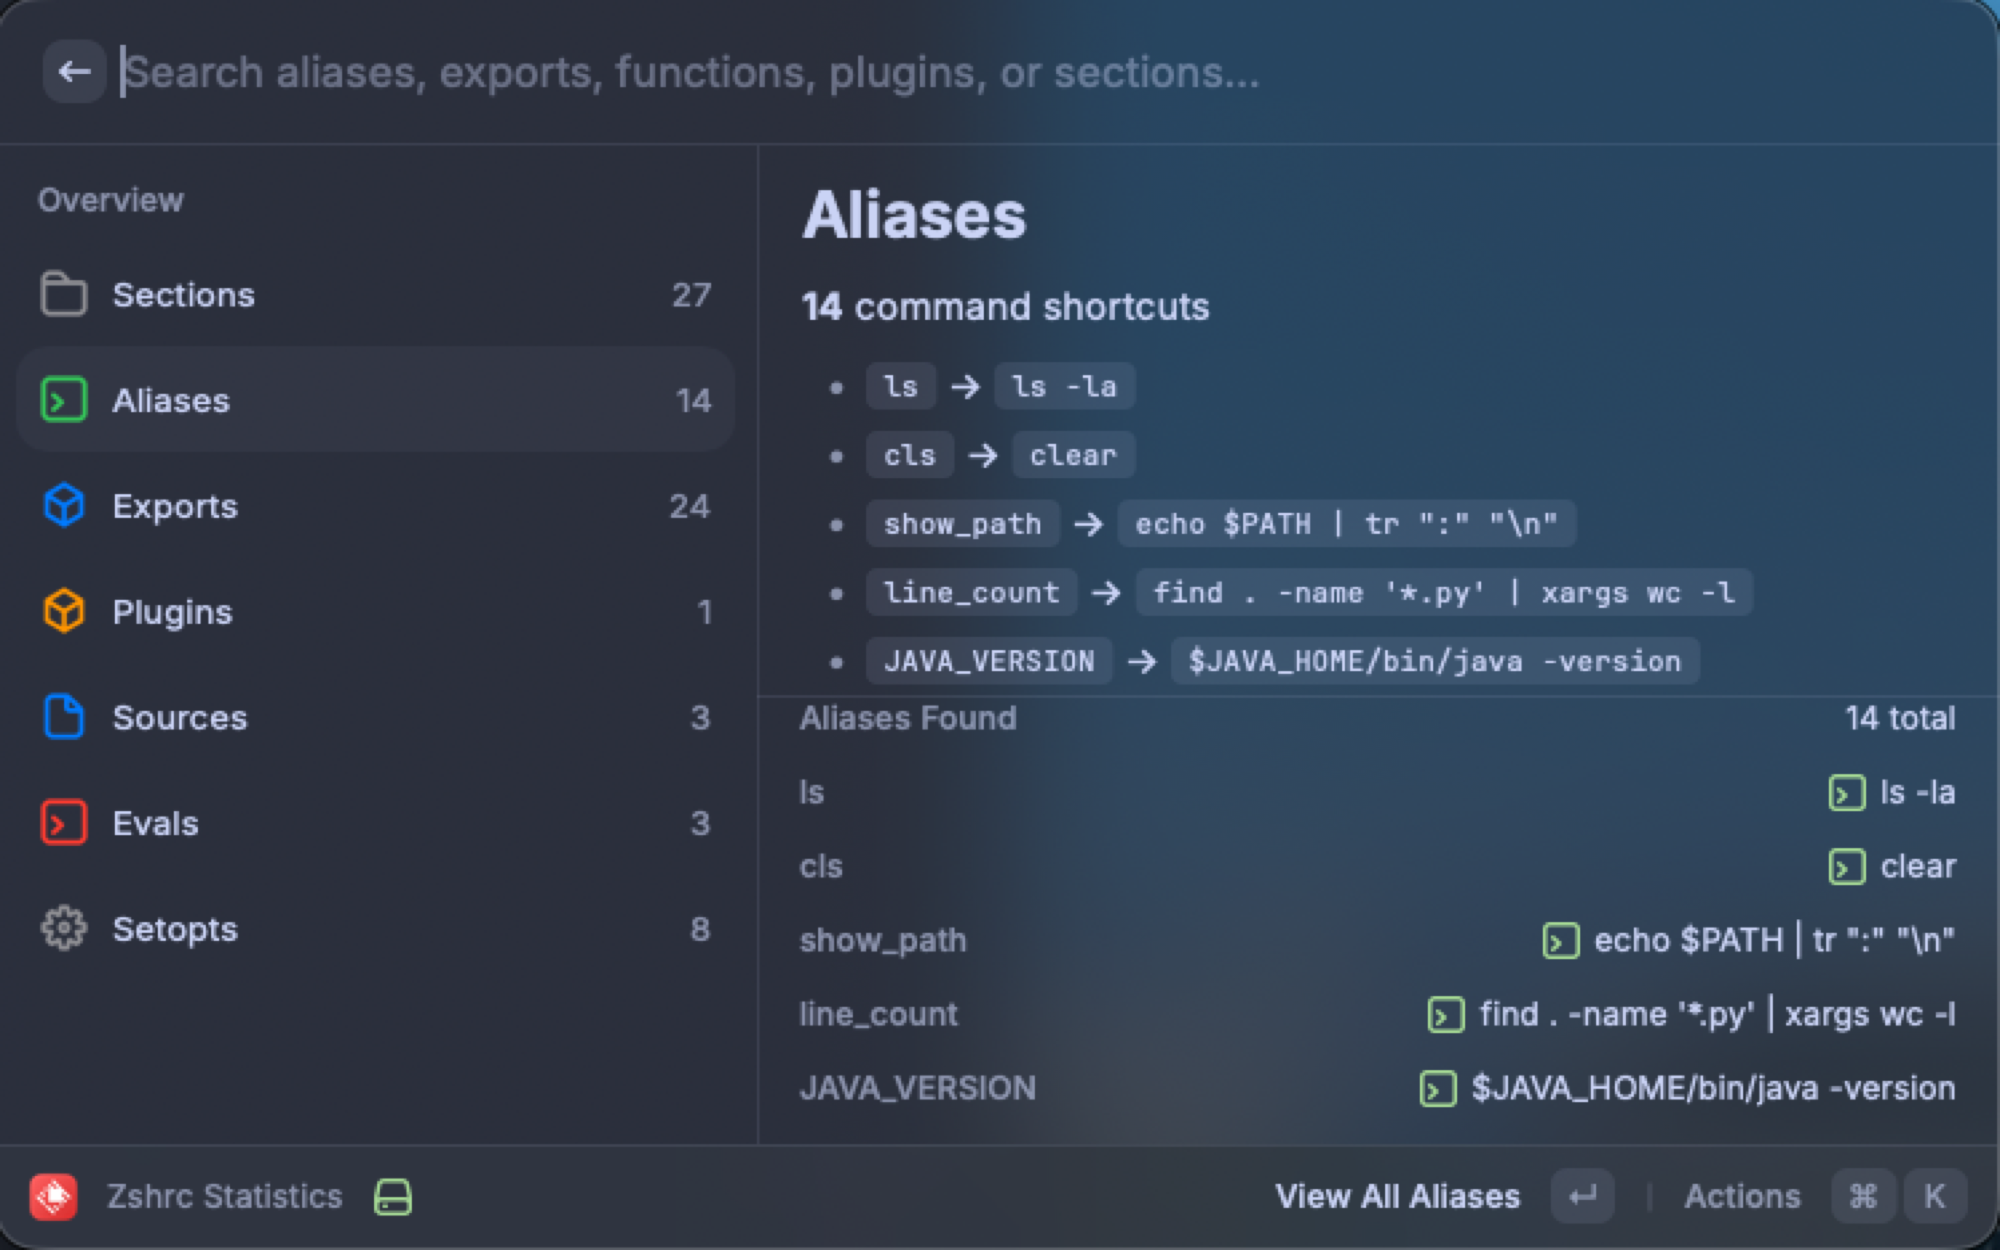 Search aliases, exports, functions, plugins, or sections...
Overview
Sections 27
Aliases 14
Exports 24
Plugins 1
Sources 3
Evals 3
Setopts 8
Aliases
14 command shortcuts
• ls → ls -la
• cls → clear
• show_path → echo $PATH | tr ":" "\n"
• line_count → find . -name '*.py' | xargs wc -l
• JAVA_VERSION → $JAVA_HOME/bin/java -version
Aliases Found 14 total
ls ls -la
cls clear
show_path echo $PATH | tr ":" "\n"
line_count find . -name '*.py' | xargs wc -l
JAVA_VERSION $JAVA_HOME/bin/java -version
Zshrc Statistics View All Aliases ↵ | Actions ⌘ K